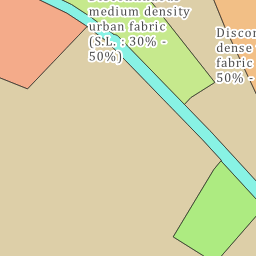 medium density
urban fabric
(S.L. : 30% -
50%)
Discon
dense
fabric
50% -